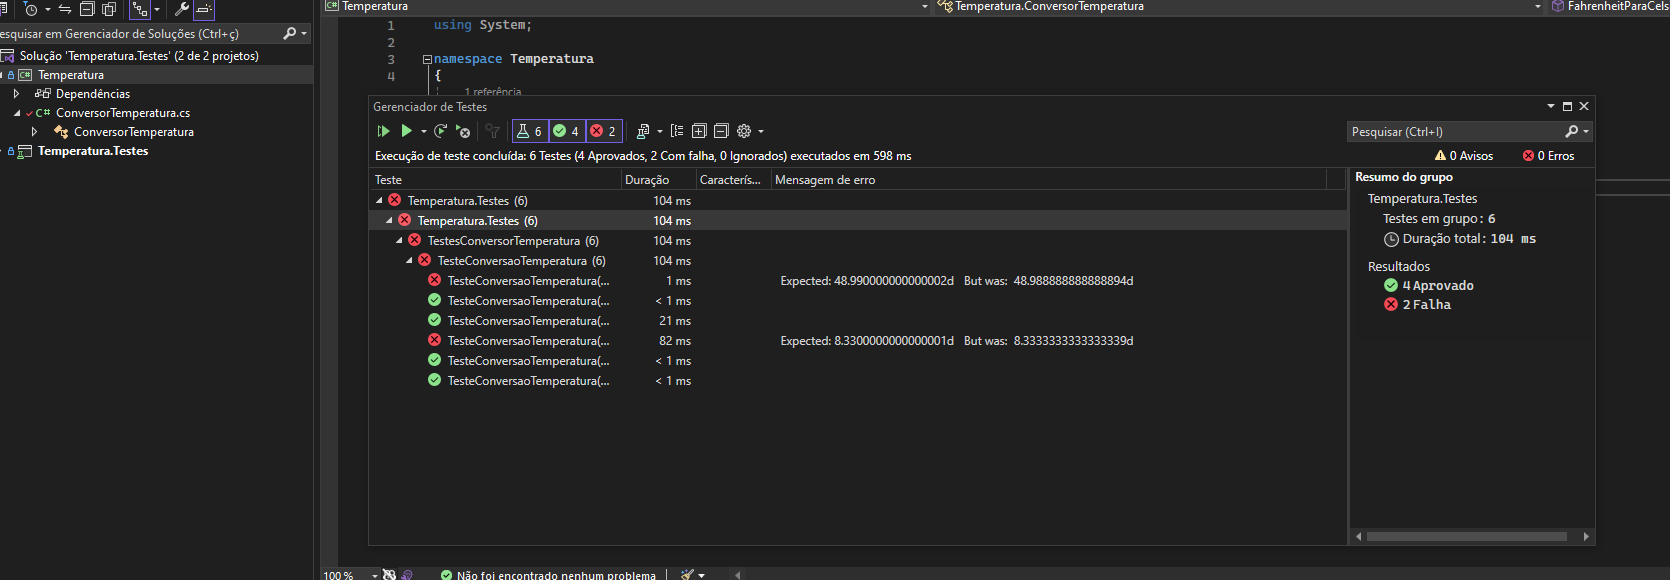 Temperatura
Temperatura.ConversorTemperatura
FahrenheitParaCels
esquisar em Gerenciador de Soluções (Ctrl+ç)
Solução 'Temperatura.Testes' (2 de 2 projetos)
C# Temperatura
Dependências
C# ConversorTemperatura.cs
ConversorTemperatura
Temperatura.Testes
1 using System;
2
3 namespace Temperatura
4 {
1 referência
Gerenciador de Testes
6 4 2
Pesquisar (Ctrl+I)
Execução de teste concluída: 6 Testes (4 Aprovados, 2 Com falha, 0 Ignorados) executados em 598 ms
0 Avisos 0 Erros
Teste Duração Caracterís... Mensagem de erro
Temperatura.Testes (6) 104 ms
Temperatura.Testes (6) 104 ms
TestesConversorTemperatura (6) 104 ms
TesteConversaoTemperatura (6) 104 ms
TesteConversaoTemperatura(... 1 ms Expected: 48.990000000000002d But was: 48.988888888888894d
TesteConversaoTemperatura(... < 1 ms
TesteConversaoTemperatura(... 21 ms
TesteConversaoTemperatura(... 82 ms Expected: 8.3300000000000001d But was: 8.3333333333333339d
TesteConversaoTemperatura(... < 1 ms
TesteConversaoTemperatura(... < 1 ms
Resumo do grupo
Temperatura.Testes
Testes em grupo: 6
Duração total: 104 ms
Resultados
4 Aprovado
2 Falha
100 %
Não foi encontrado nenhum problema